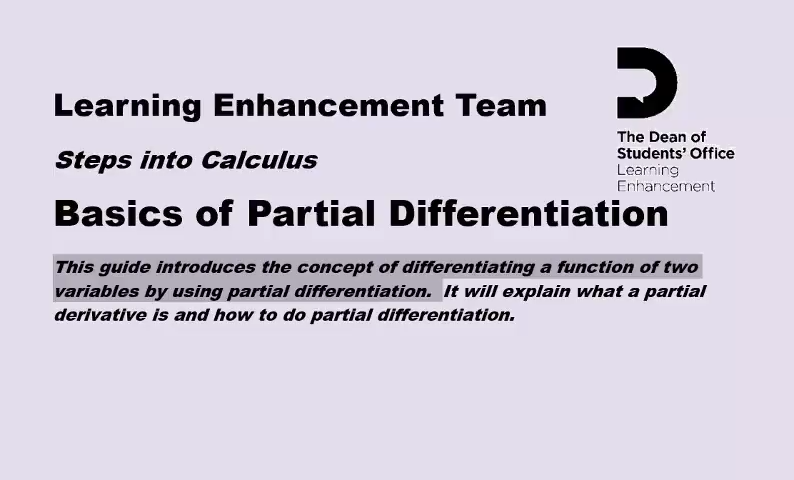 Learning Enhancement Team
Steps into Calculus
Basics of Partial Differentiation
This guide introduces the concept of differentiating a function of two
variables by using partial differentiation. It will explain what a partial
derivative is and how to do partial differentiation.
The Dean of
Students' Office
Learning
Enhancement